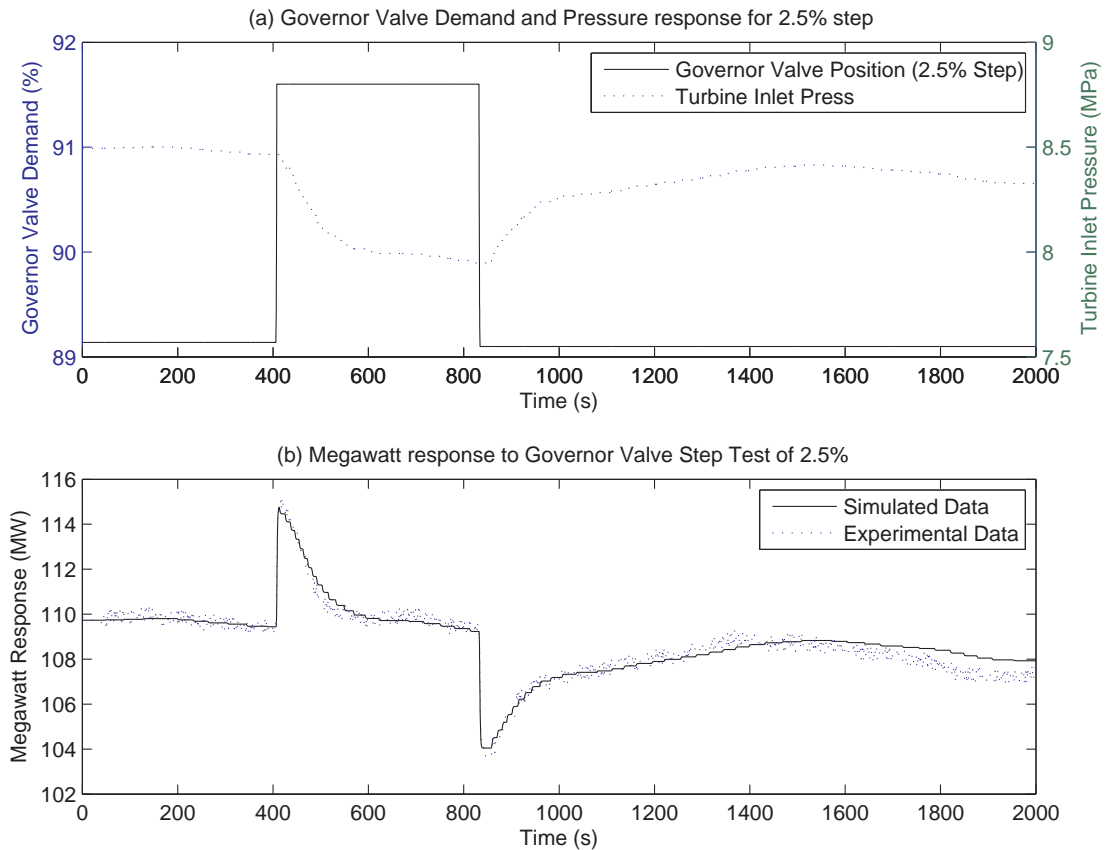 (a) Governor Valve Demand and Pressure response for 2.5% step
92
91
90
89
Governor Valve Demand (%)
Governor Valve Position (2.5% Step)
Turbine Inlet Press
9
8.5
8
7.5
Turbine Inlet Pressure (MPa)
0 200 400 600 800 1000 1200 1400 1600 1800 2000
Time (s)
(b) Megawatt response to Governor Valve Step Test of 2.5%
116
114
112
110
108
106
104
102
Megawatt Response (MW)
Simulated Data
Experimental Data
0 200 400 600 800 1000 1200 1400 1600 1800 2000
Time (s)